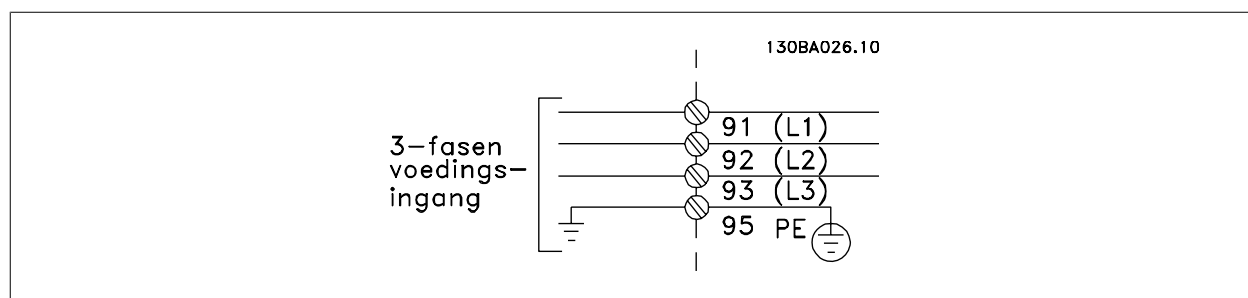 130BA026.10
3-fasen
voedings-
ingang
91 (L1)
92 (L2)
93 (L3)
95 PE